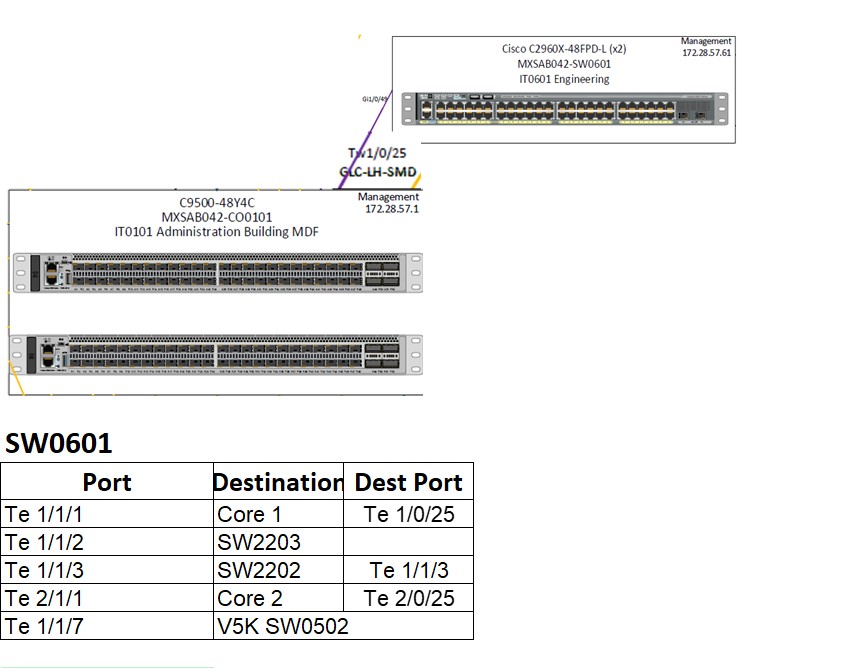 Cisco C2960X-48FPD-L (x2)
MXSAB042-SW0601
IT0601 Engineering
Management
172.28.57.61
Gi1/0/49
Tw1/0/25
GLC-LH-SMD
C9500-48Y4C
MXSAB042-CO0101
IT0101 Administration Building MDF
Management
172.28.57.1
SW0601
Port Destination Dest Port
Te 1/1/1 Core 1 Te 1/0/25
Te 1/1/2 SW2203
Te 1/1/3 SW2202 Te 1/1/3
Te 2/1/1 Core 2 Te 2/0/25
Te 1/1/7 V5K SW0502